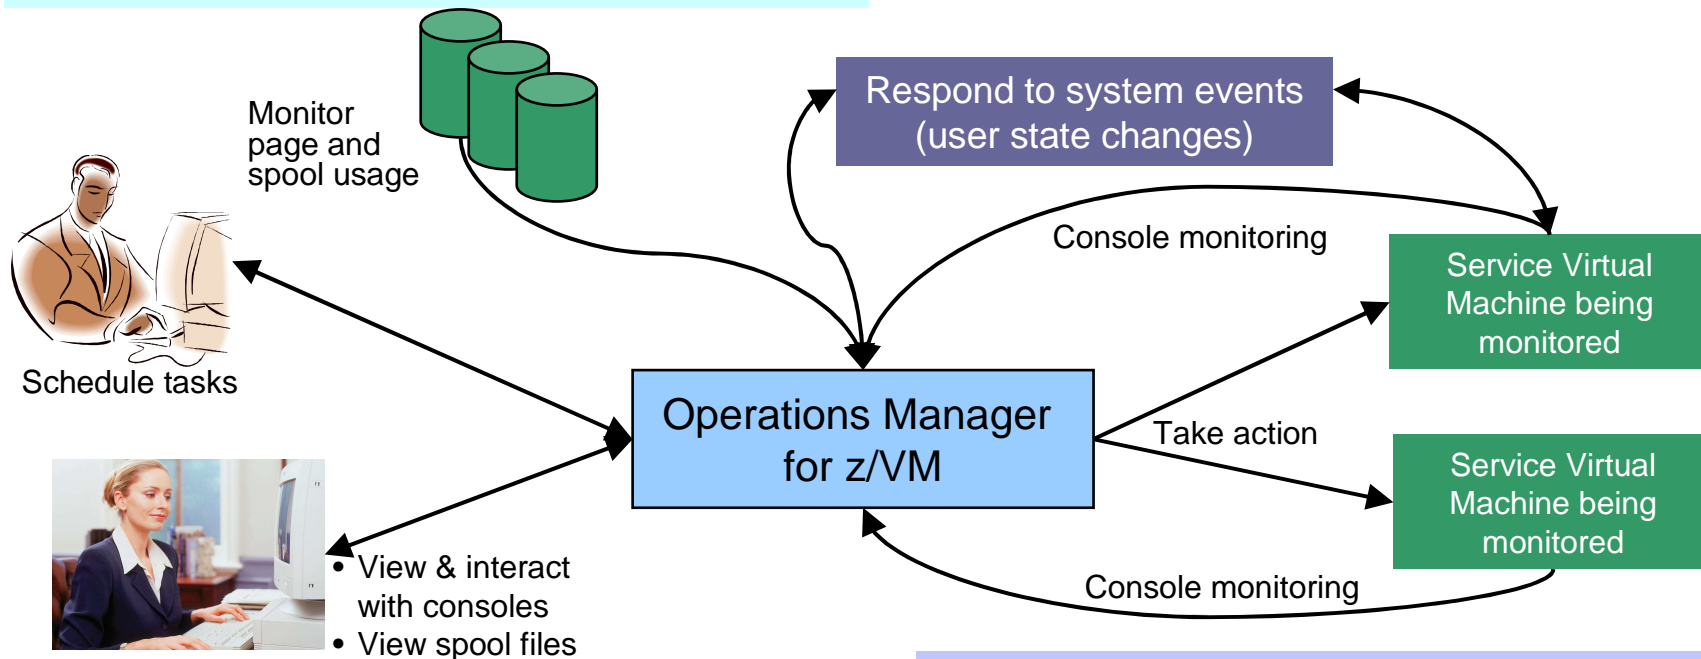 Monitor
page and
spool usage
Respond to system events
(user state changes)
Console monitoring
Service Virtual
Machine being
monitored
Schedule tasks
Operations Manager
for z/VM
Take action
Service Virtual
Machine being
monitored
• View & interact
with consoles
• View spool files
Console monitoring